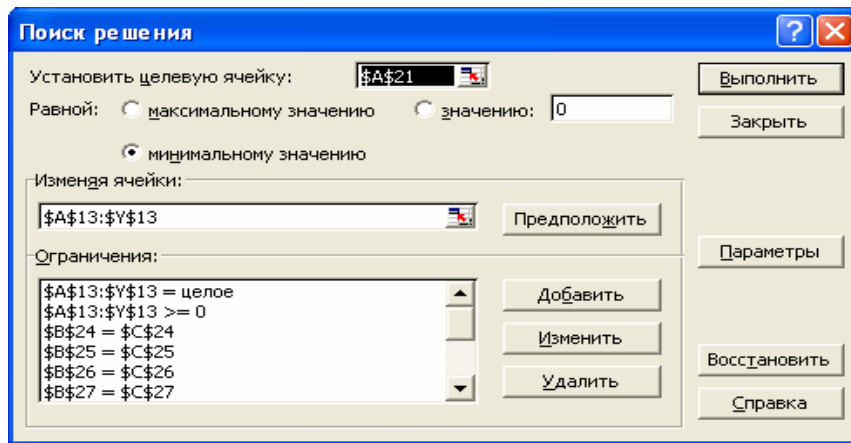 Поиск решения
Установить целевую ячейку: $A$21 Выполнить
Равной: максимальному значению значению: 0 Закрыть
минимальному значению
Изменяя ячейки:
$A$13:$Y$13 Предположить
Ограничения: Параметры
$A$13:$Y$13 = целое Добавить
$A$13:$Y$13 >= 0
$B$24 = $C$24 Изменить
$B$25 = $C$25 Восстановить
$B$26 = $C$26 Удалить
$B$27 = $C$27 Справка